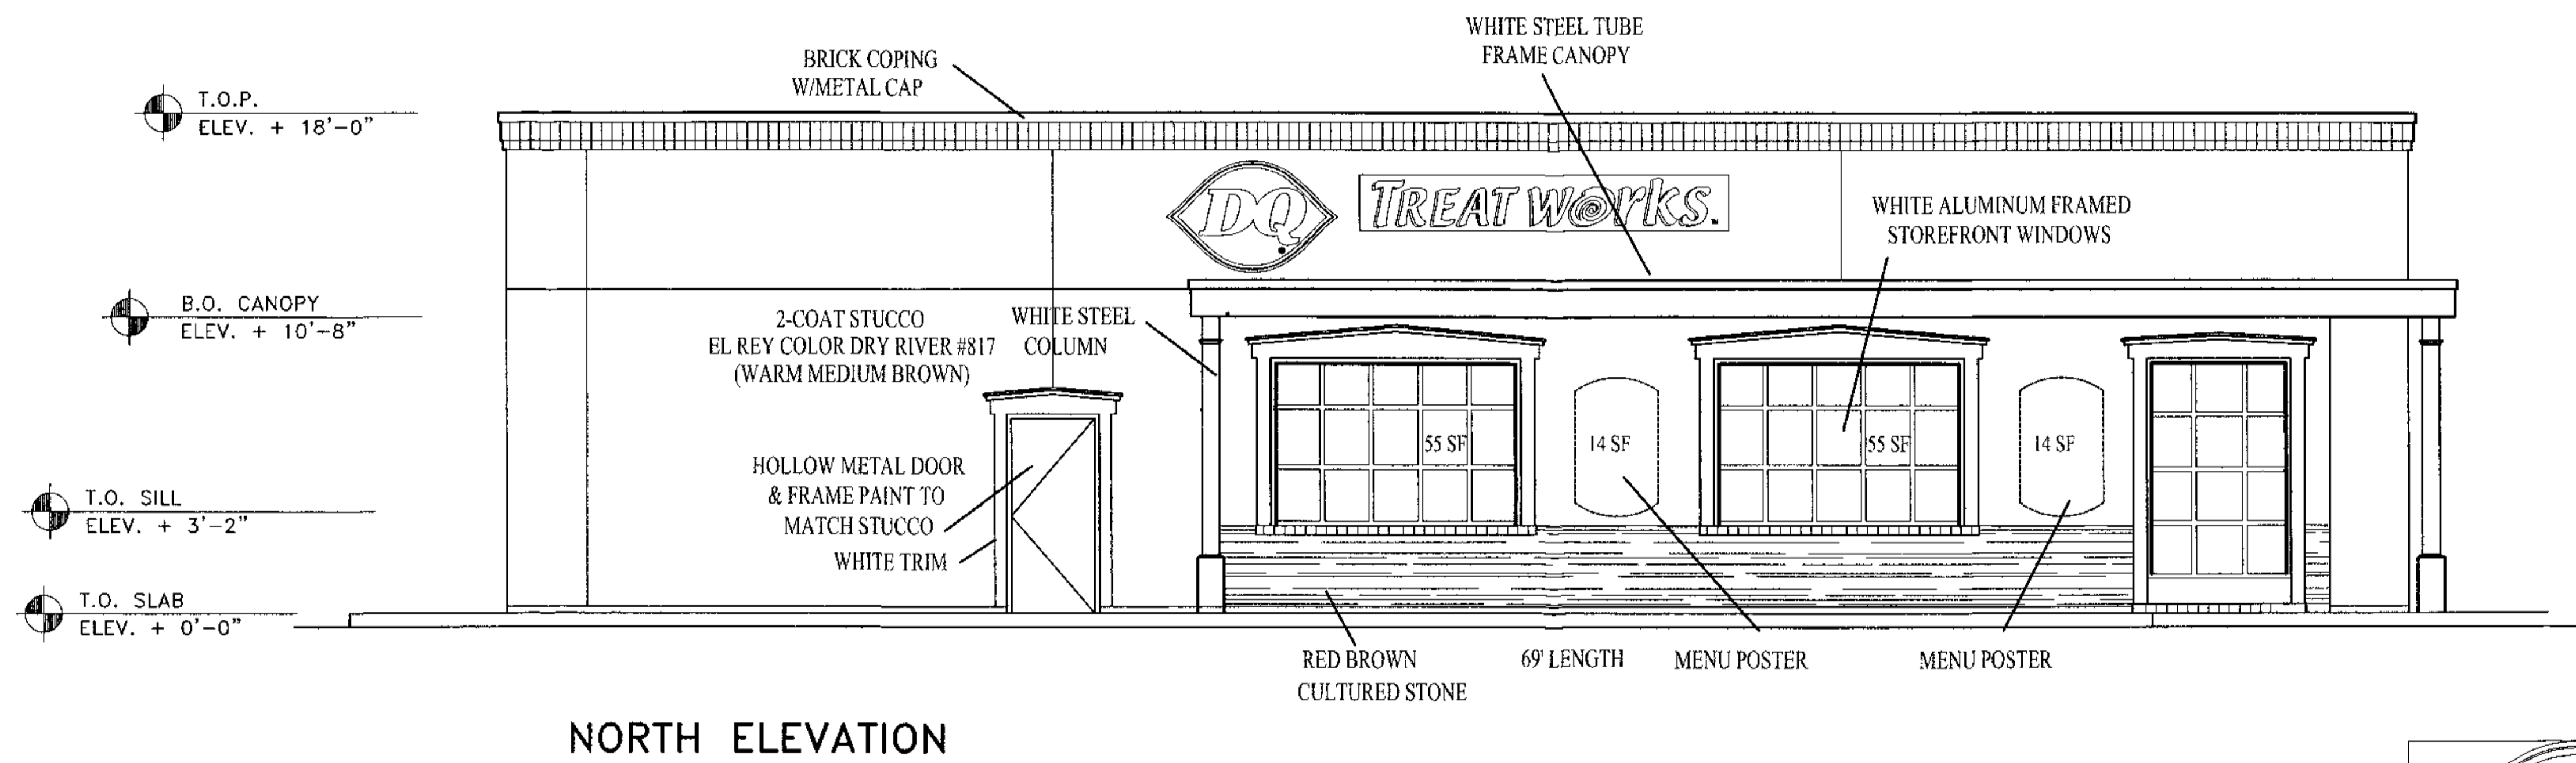 WHITE STEEL TUBE
FRAME CANOPY
BRICK COPING
W/METAL CAP
T.O.P.
ELEV. + 18'-0"
DQ
TREAT WORKS.
WHITE ALUMINUM FRAMED
STOREFRONT WINDOWS
B.O. CANOPY
ELEV. + 10'-8"
2-COAT STUCCO
EL REY COLOR DRY RIVER #817
(WARM MEDIUM BROWN)
WHITE STEEL
COLUMN
55 SF
14 SF
55 SF
14 SF
HOLLOW METAL DOOR
& FRAME PAINT TO
MATCH STUCCO
WHITE TRIM
T.O. SILL
ELEV. + 3'-2"
T.O. SLAB
ELEV. + 0'-0"
RED BROWN
CULTURED STONE
69' LENGTH
MENU POSTER
MENU POSTER
NORTH ELEVATION